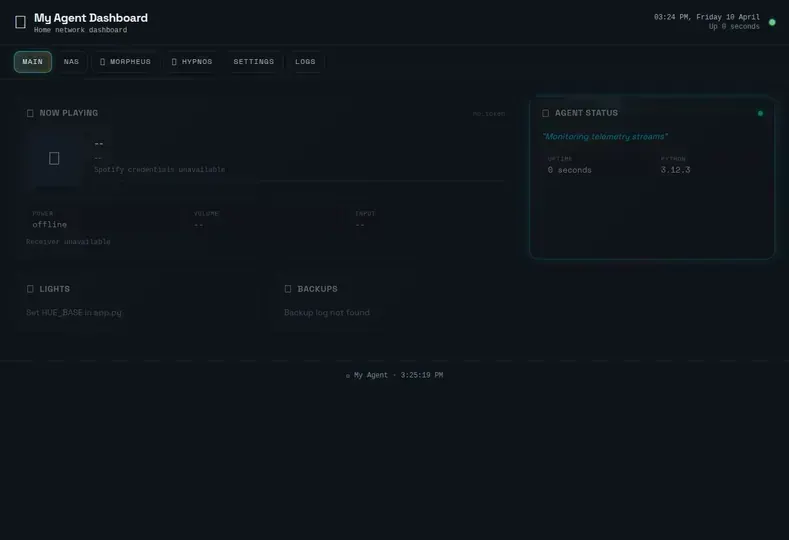 My Agent Dashboard
Home network dashboard
03:24 PM, Friday 10 April
Up 0 seconds
MAIN
NAS
MORPHEUS
HYPNOS
SETTINGS
LOGS
NOW PLAYING
no token
--
--
Spotify credentials unavailable
POWER
offline
VOLUME
--
INPUT
--
Receiver unavailable
AGENT STATUS
"Monitoring telemetry streams"
UPTIME
0 seconds
PYTHON
3.12.3
LIGHTS
Set HUE_BASE in app.py.
BACKUPS
Backup log not found
My Agent - 3:25:19 PM